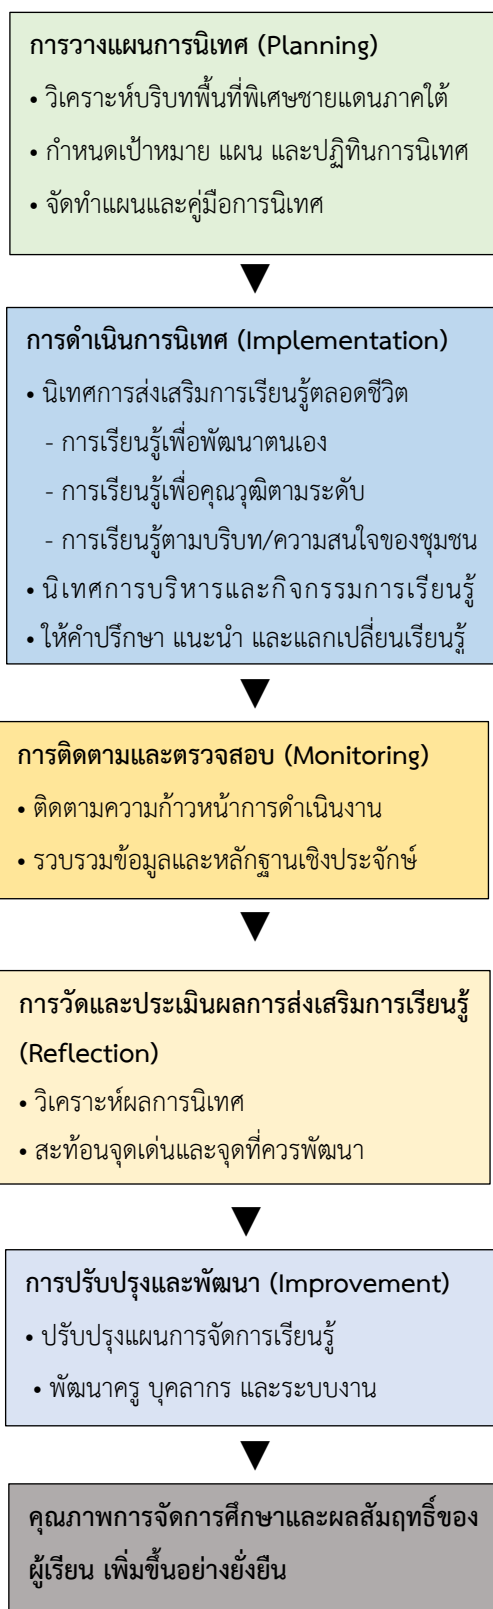 การวางแผนการนิเทศ (Planning)
• วิเคราะห์บริบทพื้นที่พิเศษชายแดนภาคใต้
• กำหนดเป้าหมาย แผน และปฏิทินการนิเทศ
• จัดทำแผนและคู่มือการนิเทศ
การดำเนินการนิเทศ (Implementation)
• นิเทศการส่งเสริมการเรียนรู้ตลอดชีวิต
- การเรียนรู้เพื่อพัฒนาตนเอง
- การเรียนรู้เพื่อคุณวุฒิตามระดับ
- การเรียนรู้ตามบริบท/ความสนใจของชุมชน
• นิเทศการบริหารและกิจกรรมการเรียนรู้
• ให้คำปรึกษา แนะนำ และแลกเปลี่ยนเรียนรู้
การติดตามและตรวจสอบ (Monitoring)
• ติดตามความก้าวหน้าการดำเนินงาน
• รวบรวมข้อมูลและหลักฐานเชิงประจักษ์
การวัดและประเมินผลการส่งเสริมการเรียนรู้
(Reflection)
• วิเคราะห์ผลการนิเทศ
• สะท้อนจุดเด่นและจุดที่ควรพัฒนา
การปรับปรุงและพัฒนา (Improvement)
• ปรับปรุงแผนการจัดการเรียนรู้
• พัฒนาครู บุคลากร และระบบงาน
คุณภาพการจัดการศึกษาและผลสัมฤทธิ์ของ
ผู้เรียน เพิ่มขึ้นอย่างยั่งยืน